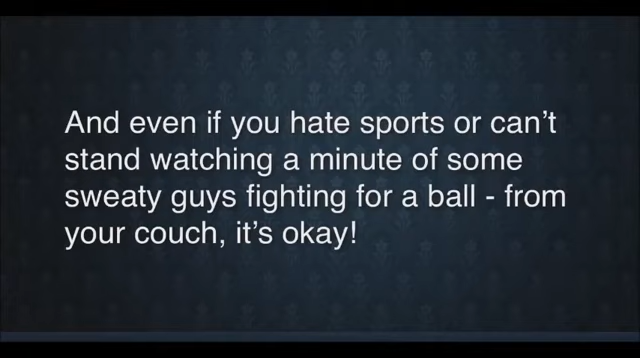 And even if you hate sports or can’t
stand watching a minute of some
sweaty guys fighting for a ball - from
your couch, it’s okay!